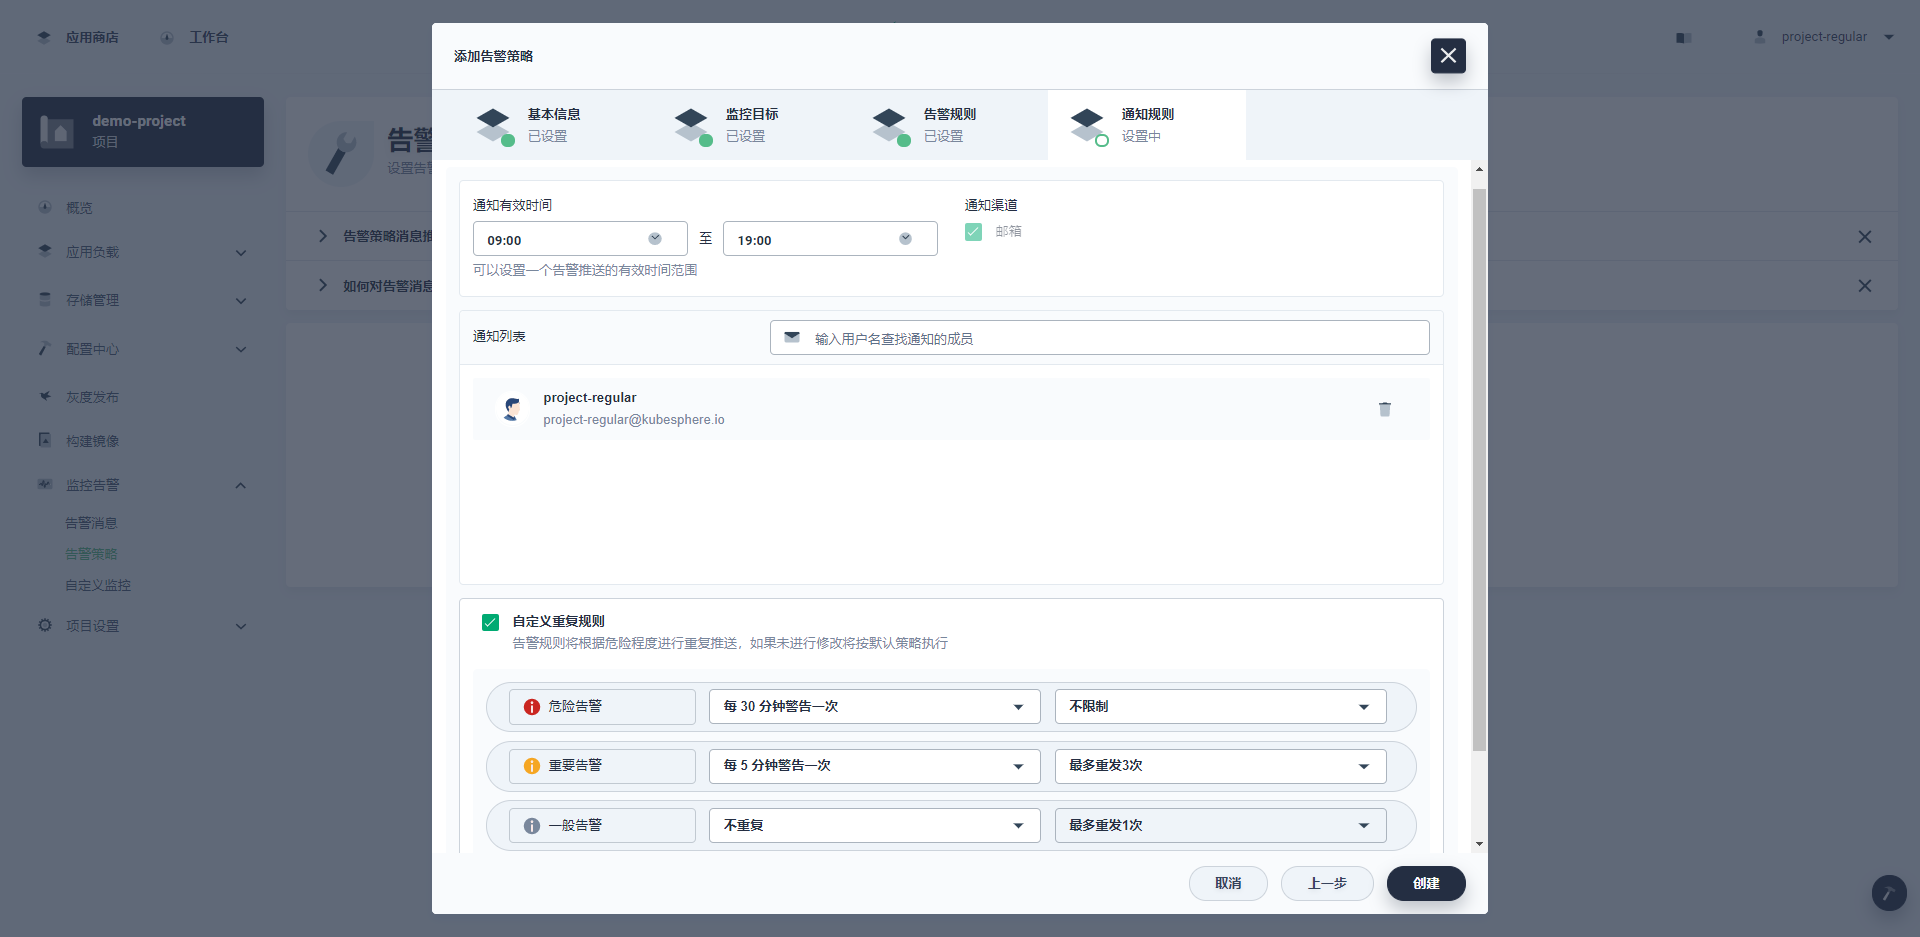 应用商店
工作台
project-regular
demo-project
项目
概览
应用负载
存储管理
配置中心
灰度发布
构建镜像
监控告警
告警消息
告警策略
自定义监控
项目设置
告警
设置告警
告警策略消息推
如何对告警消息
添加告警策略
基本信息
已设置
监控目标
已设置
告警规则
已设置
通知规则
设置中
通知有效时间
09:00
至
19:00
可以设置一个告警推送的有效时间范围
通知渠道
邮箱
通知列表
输入用户名查找通知的成员
project-regular
project-regular@kubesphere.io
自定义重复规则
告警规则将根据危险程度进行重复推送，如果未进行修改将按默认策略执行
危险告警
每 30 分钟警告一次
不限制
重要告警
每 5 分钟警告一次
最多重发3次
一般告警
不重复
最多重发1次
取消
上一步
创建